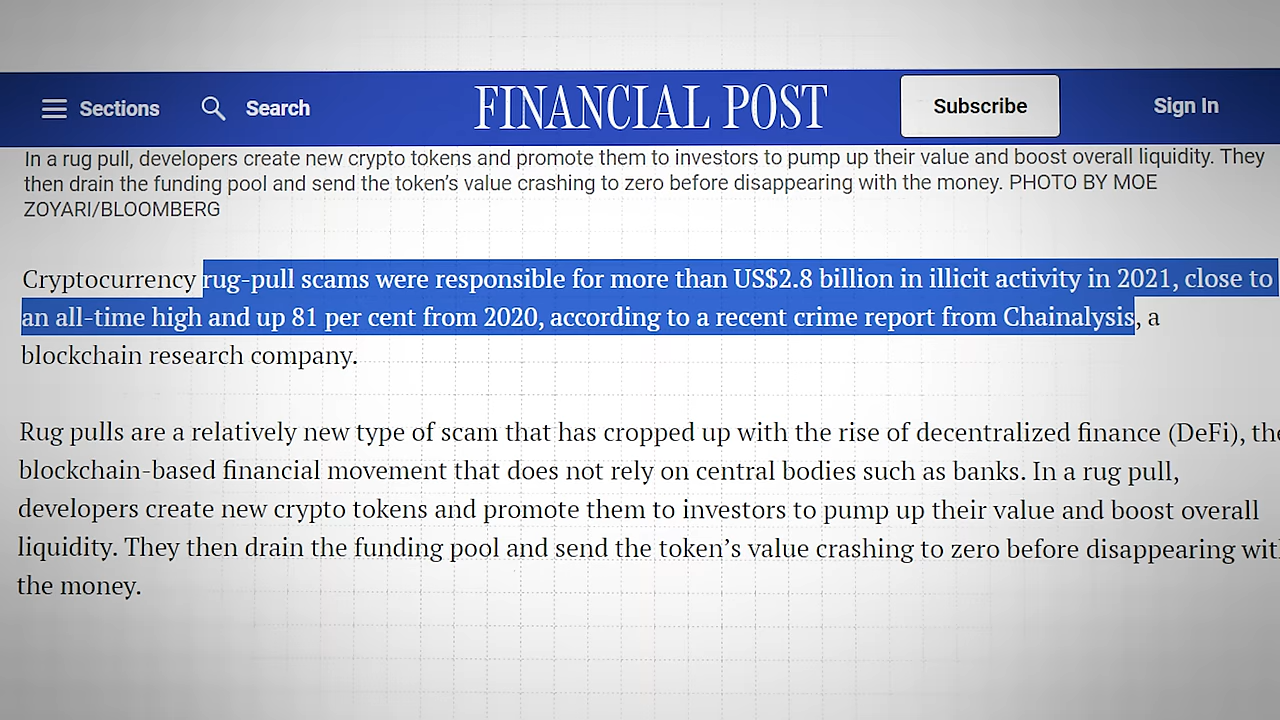 Sections Search FINANCIAL POST Subscribe Sign In
In a rug pull, developers create new crypto tokens and promote them to investors to pump up their value and boost overall liquidity. They
then drain the funding pool and send the token’s value crashing to zero before disappearing with the money. PHOTO BY MOE
ZOYARI/BLOOMBERG
Cryptocurrency rug-pull scams were responsible for more than US$2.8 billion in illicit activity in 2021, close to
an all-time high and up 81 per cent from 2020, according to a recent crime report from Chainalysis, a
blockchain research company.
Rug pulls are a relatively new type of scam that has cropped up with the rise of decentralized finance (DeFi),
blockchain-based financial movement that does not rely on central bodies such as banks. In a rug pull,
developers create new crypto tokens and promote them to investors to pump up their value and boost overall
liquidity. They then drain the funding pool and send the token’s value crashing to zero before disappearing
the money.